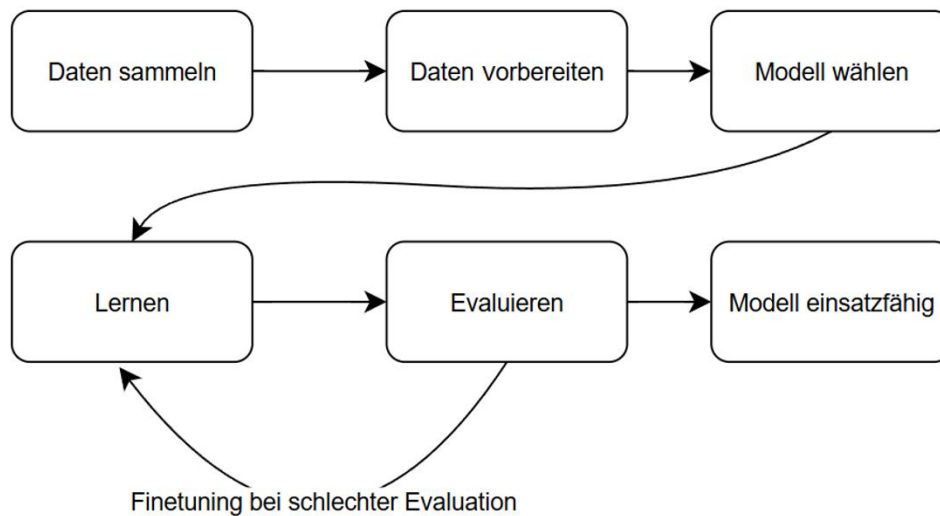 Daten sammeln
Daten vorbereiten
Modell wählen
Lernen
Evaluieren
Modell einsatzfähig
Finetuning bei schlechter Evaluation